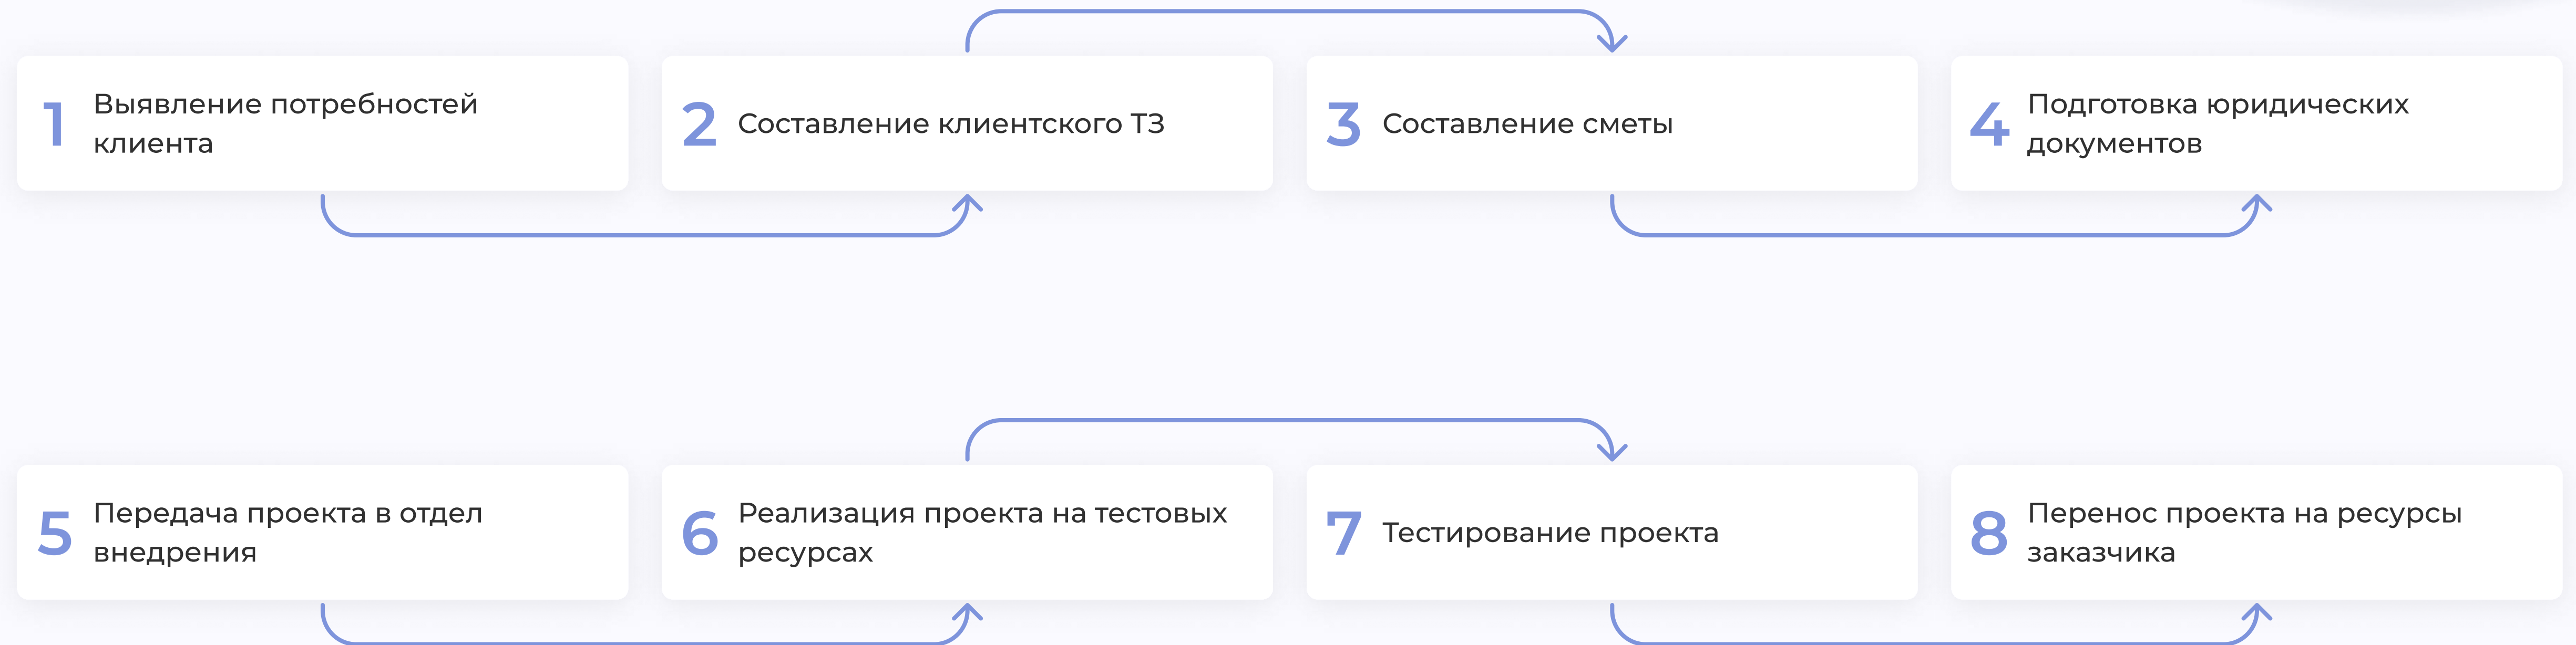 1
Выявление потребностей
клиента
2
Составление клиентского ТЗ
3
Составление сметы
4
Подготовка юридических
документов
5
Передача проекта в отдел
внедрения
6
Реализация проекта на тестовых
ресурсах
7
Тестирование проекта
8
Перенос проекта на ресурсы
заказчика